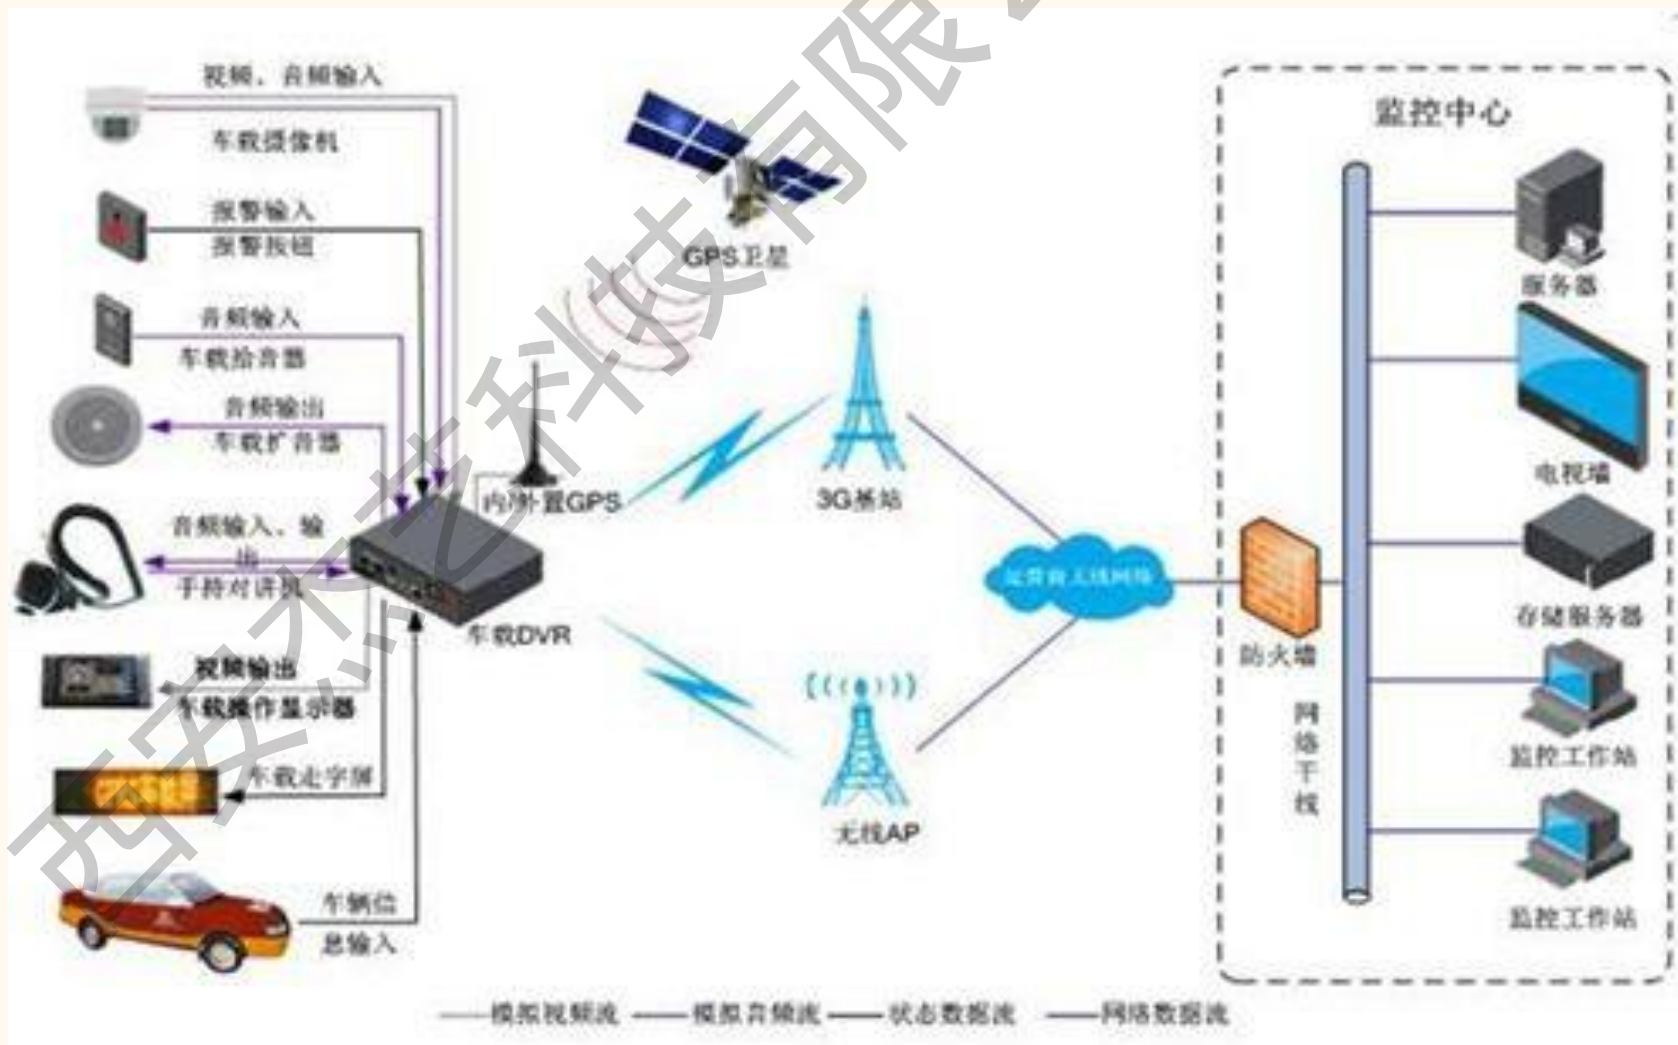 视频、音频输入
车载摄像机
报警输入
报警按钮
音频输入
车载拾音器
音频输出
车载扩音器
音频输入、输
出
手持对讲机
视频输出
车载操作显示器
车载走字屏
车辆信
息输入
车载DVR
内/外置GPS
GPS卫星
3G基站
无线AP
运营商无线网络
监控中心
防火墙
网络干线
服务器
电视墙
存储服务器
监控工作站
监控工作站
模拟视频流
模拟音频流
状态数据流
网络数据流